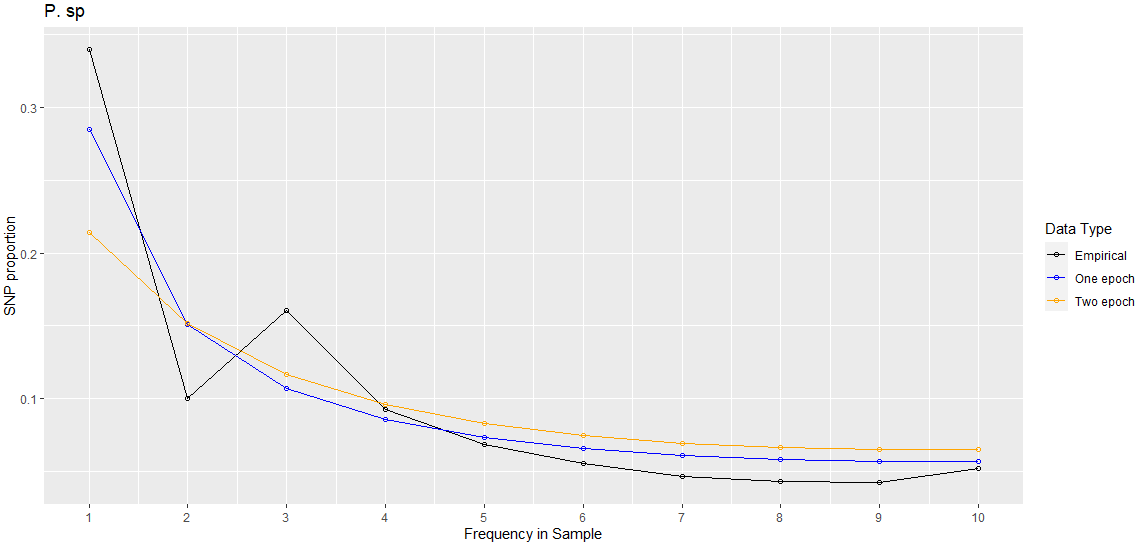 P. sp
SNP proportion
0.3
0.2
0.1
1 2 3 4 5 6 7 8 9 10
Frequency in Sample
Data Type
Empirical
One epoch
Two epoch